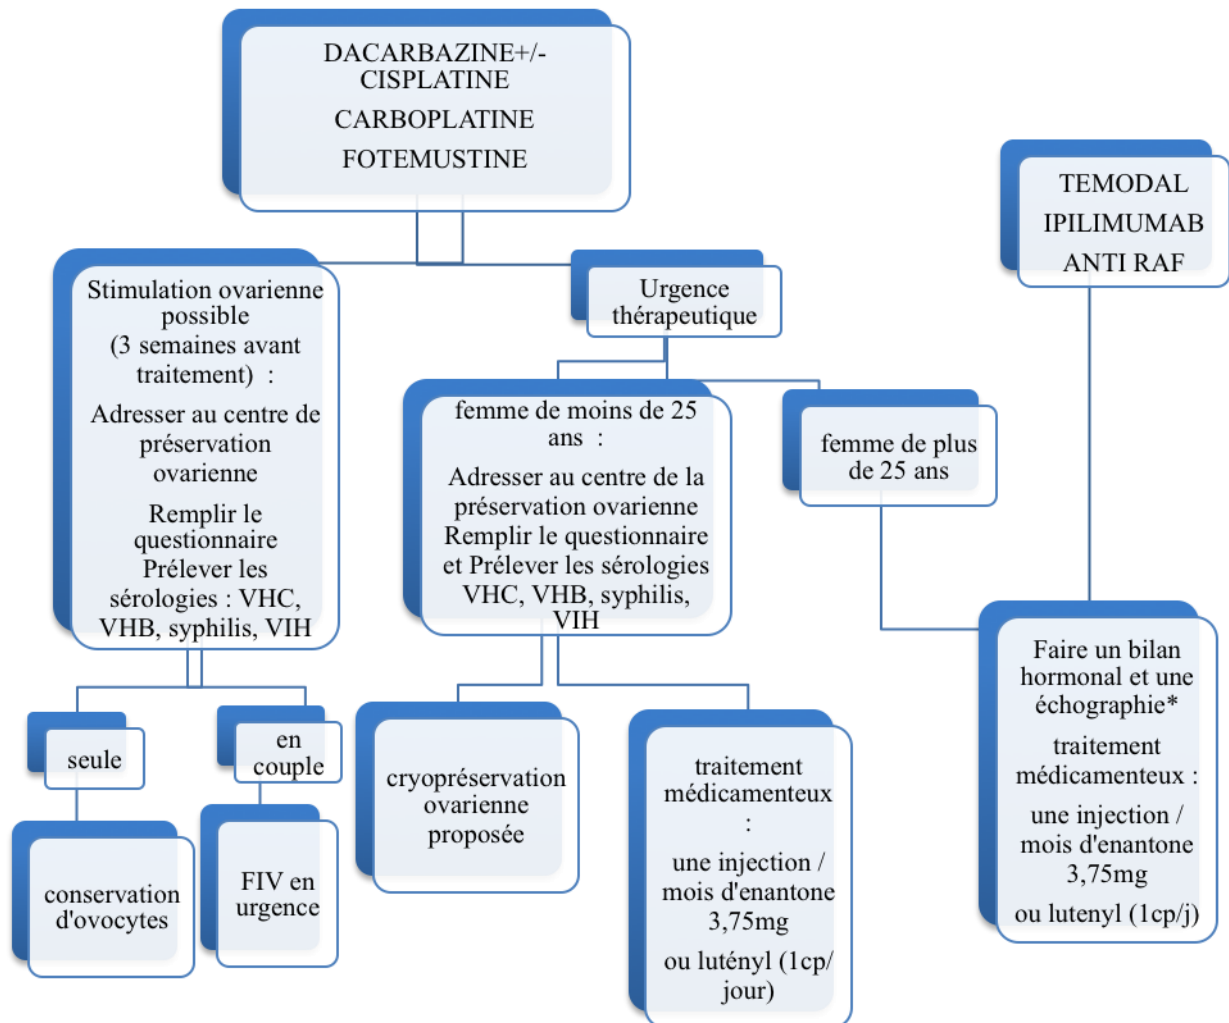 DACARBAZINE+/-
CISPLATINE
CARBOPLATINE
FOTEMUSTINE
TEMODAL
IPILIMUMAB
ANTI RAF
Stimulation ovarienne
possible
(3 semaines avant
traitement) :
Adresser au centre de
préservation
ovarienne
Remplir le
questionnaire
Prélever les
sérologies : VHC,
VHB, syphilis, VIH
Urgence
thérapeutique
femme de moins de 25
ans :
Adresser au centre de la
préservation ovarienne
Remplir le questionnaire
et Prélever les sérologies
VHC, VHB, syphilis,
VIH
femme de plus
de 25 ans
seule
en
couple
conservation
d'ovocytes
FIV en
urgence
cryopréservation
ovarienne
proposée
traitement
médicamenteux
:
une injection /
mois d'enantone
3,75mg
ou lutényl (1cp/
jour)
Faire un bilan
hormonal et une
échographie*
traitement
médicamenteux :
une injection /
mois d'enantone
3,75mg
ou lutenyl (1cp/j)